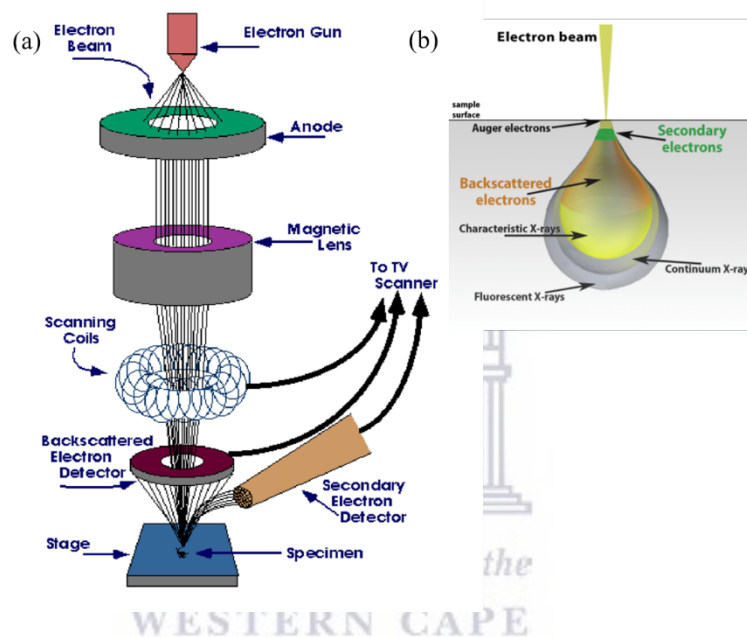 (a)
Electron
Beam
Electron Gun
Anode
Magnetic
Lens
To TV
Scanner
Scanning
Coils
Backscattered
Electron
Detector
Secondary
Electron
Detector
Stage
Specimen
(b)
Electron beam
sample
surface
Auger electrons
Secondary
electrons
Backscattered
electrons
Characteristic X-rays
Continuum X-ray
Fluorescent X-rays
the
WESTERN CAPE